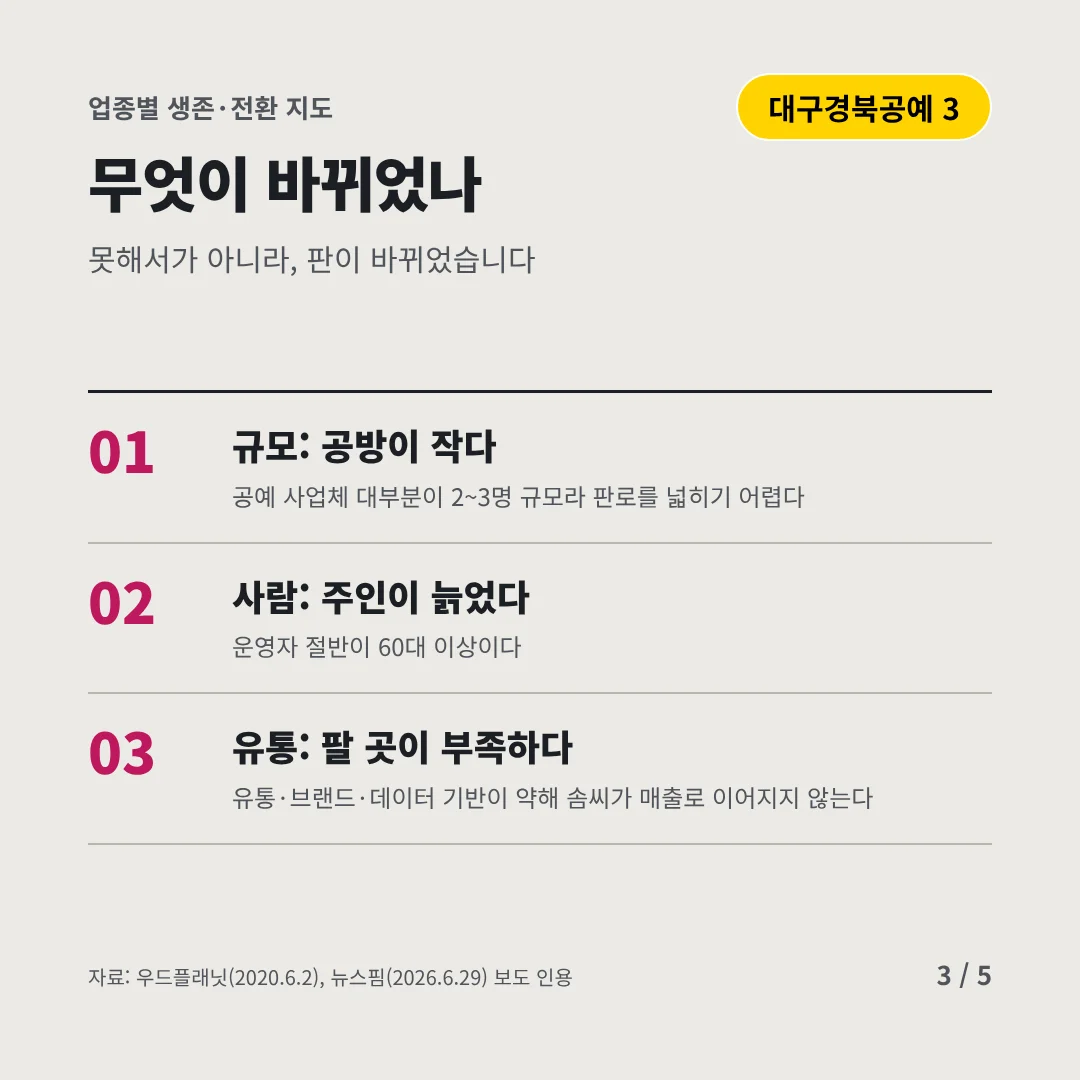 업종별 생존·전환 지도
대구경북공예 3
무엇이 바뀌었나
못해서가 아니라, 판이 바뀌었습니다
01
규모: 공방이 작다
공예 사업체 대부분이 2~3명 규모라 판로를 넓히기 어렵다
02
사람: 주인이 늙었다
운영자 절반이 60대 이상이다
03
유통: 팔 곳이 부족하다
유통·브랜드·데이터 기반이 약해 솜씨가 매출로 이어지지 않는다
자료: 우드플래닛(2020.6.2), 뉴스핌(2026.6.29) 보도 인용
3 / 5